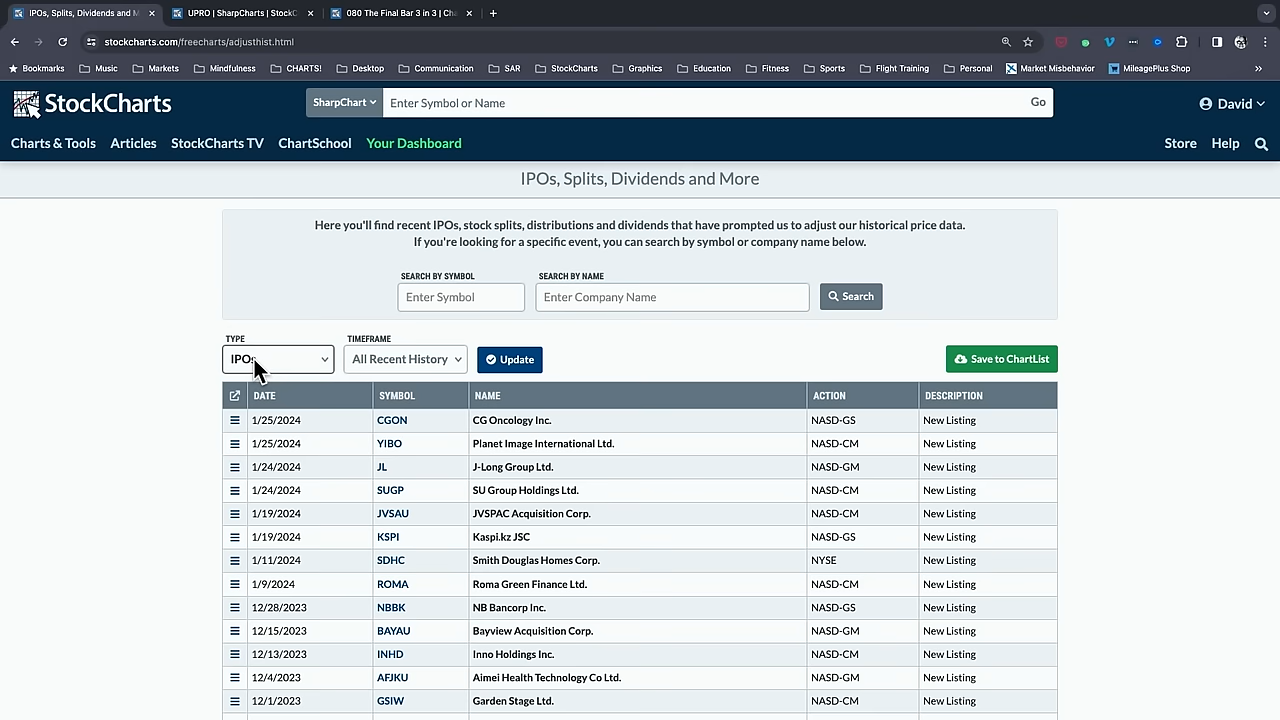 IPOs, Splits, Dividends and M
UPRO | SharpCharts | StockC
080 The Final Bar 3 in 3 | Cha
stockcharts.com/freecharts/adjusthist.html
Bookmarks Music Markets Mindfulness CHARTS! Desktop Communication SAR StockCharts Graphics Education Fitness Sports Flight Training Personal Market Misbehavior MileagePlus Shop »
StockCharts SharpChart Enter Symbol or Name Go David
Charts & Tools Articles StockCharts TV ChartSchool Your Dashboard Store Help
IPOs, Splits, Dividends and More
Here you'll find recent IPOs, stock splits, distributions and dividends that have prompted us to adjust our historical price data.
If you're looking for a specific event, you can search by symbol or company name below.
SEARCH BY SYMBOL SEARCH BY NAME
Enter Symbol Enter Company Name Search
TYPE TIMEFRAME
IPOs All Recent History Update Save to ChartList
DATE SYMBOL NAME ACTION DESCRIPTION
1/25/2024 CGON CG Oncology Inc. NASD-GS New Listing
1/25/2024 YIBO Planet Image International Ltd. NASD-CM New Listing
1/24/2024 JL J-Long Group Ltd. NASD-GM New Listing
1/24/2024 SUGP SU Group Holdings Ltd. NASD-CM New Listing
1/19/2024 JVSAU JVSPAC Acquisition Corp. NASD-CM New Listing
1/19/2024 KSPI Kaspi.kz JSC NASD-GS New Listing
1/11/2024 SDHC Smith Douglas Homes Corp. NYSE New Listing
1/9/2024 ROMA Roma Green Finance Ltd. NASD-CM New Listing
12/28/2023 NBBK NB Bancorp Inc. NASD-GS New Listing
12/15/2023 BAYAU Bayview Acquisition Corp. NASD-GM New Listing
12/13/2023 INHD Inno Holdings Inc. NASD-CM New Listing
12/4/2023 AFJKU Aimei Health Technology Co Ltd. NASD-GM New Listing
12/1/2023 GSIW Garden Stage Ltd. NASD-CM New Listing